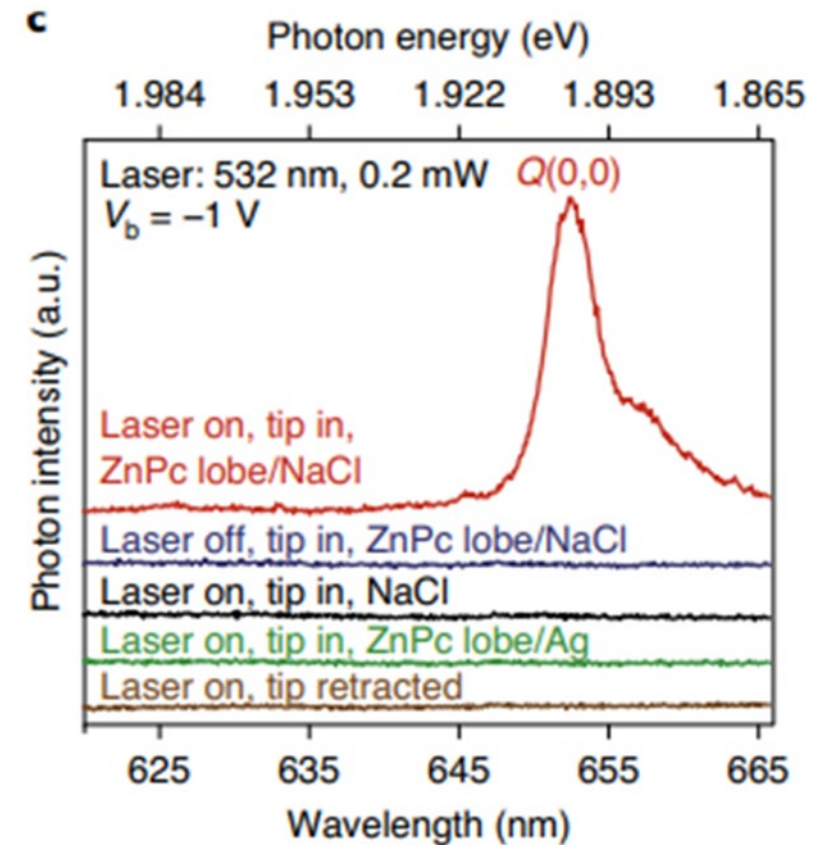 c
Photon energy (eV)
1.984 1.953 1.922 1.893 1.865
Laser: 532 nm, 0.2 mW Q(0,0)
Vb = −1 V
Photon intensity (a.u.)
Laser on, tip in,
ZnPc lobe/NaCl
Laser off, tip in, ZnPc lobe/NaCl
Laser on, tip in, NaCl
Laser on, tip in, ZnPc lobe/Ag
Laser on, tip retracted
625 635 645 655 665
Wavelength (nm)